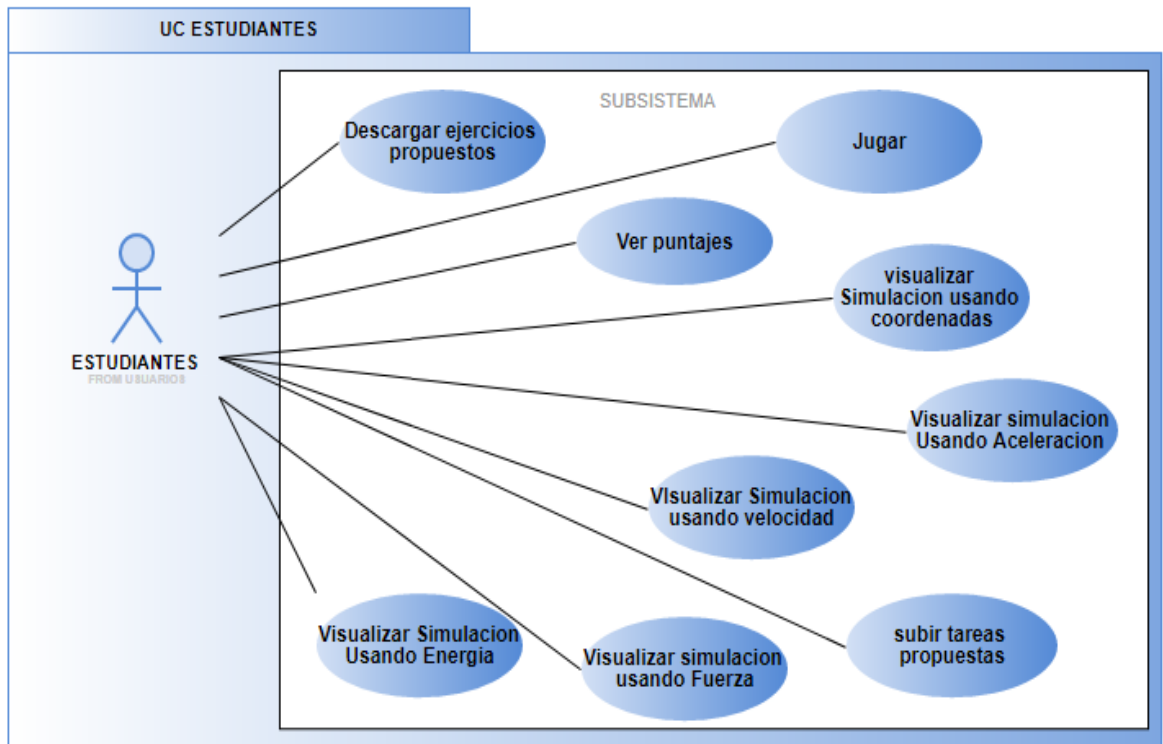 UC ESTUDIANTES
SUBSISTEMA
Descargar ejercicios
propuestos
Jugar
Ver puntajes
visualizar
Simulacion usando
coordenadas
ESTUDIANTES
FROM USUARIOS
Visualizar simulacion
Usando Aceleracion
VIsualizar Simulacion
usando velocidad
Visualizar Simulacion
Usando Energia
Visualizar simulacion
usando Fuerza
subir tareas
propuestas